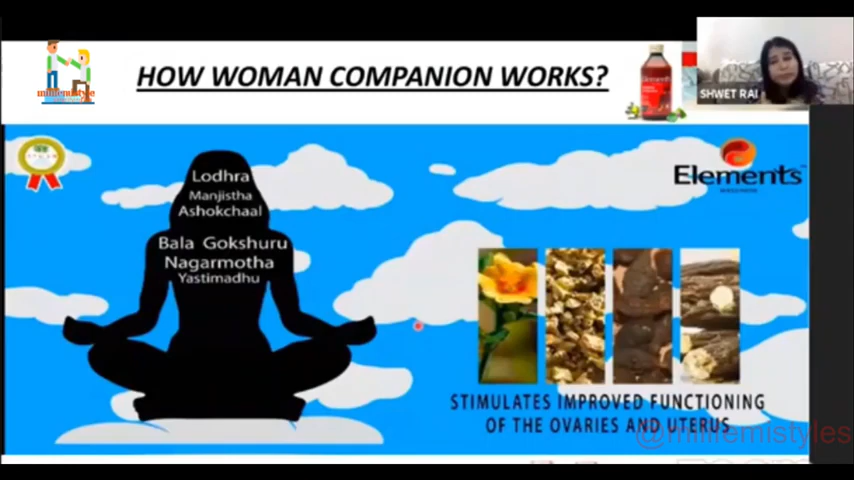 HOW WOMAN COMPANION WORKS?
SHWET RAI
Elements
Lodhra
Manjistha
Ashokchaal
Bala Gokshuru
Nagarmotha
Yastimadhu
Elements
STIMULATES IMPROVED FUNCTIONING
OF THE OVARIES AND UTERUS